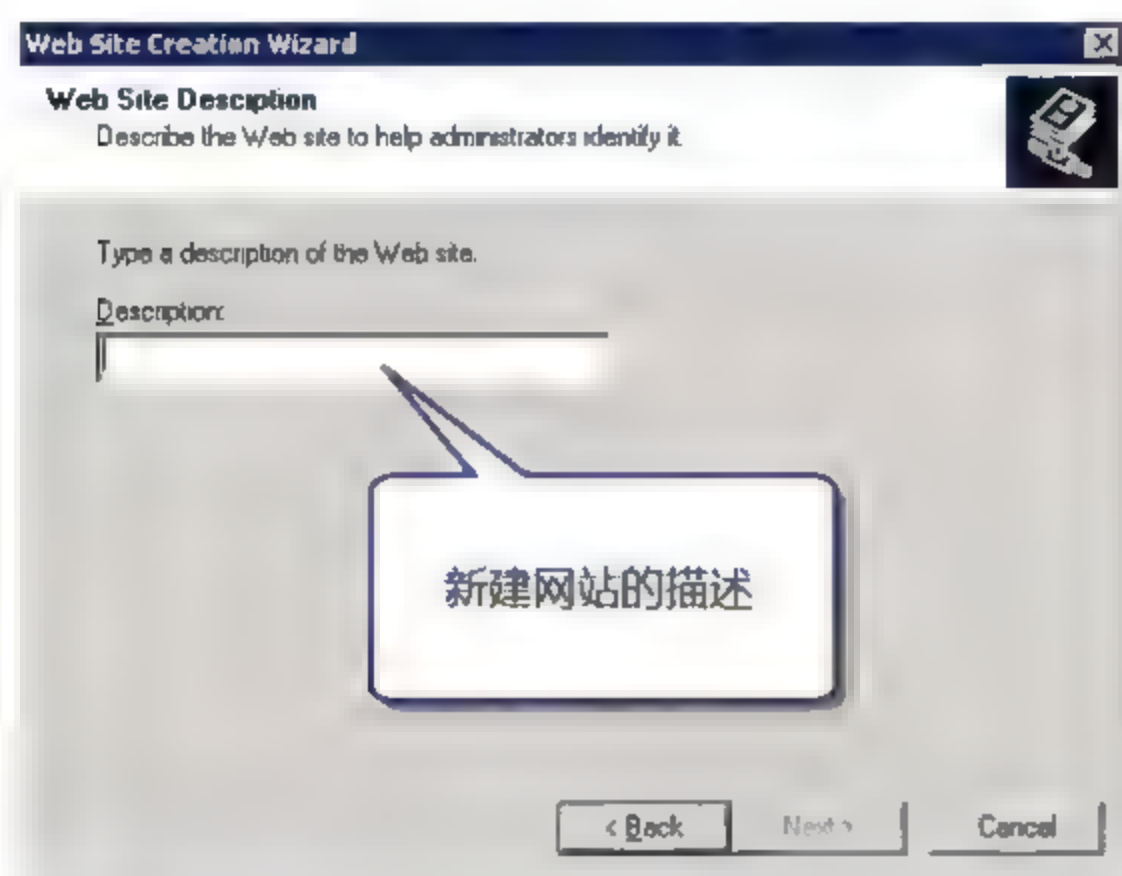 Web Site Creation Wizard
Web Site Desciption
Describe the Web site to help administrators identify it.
Type a description of the Web site.
Description:
新建网站的描述
< Back
Next >
Cancel